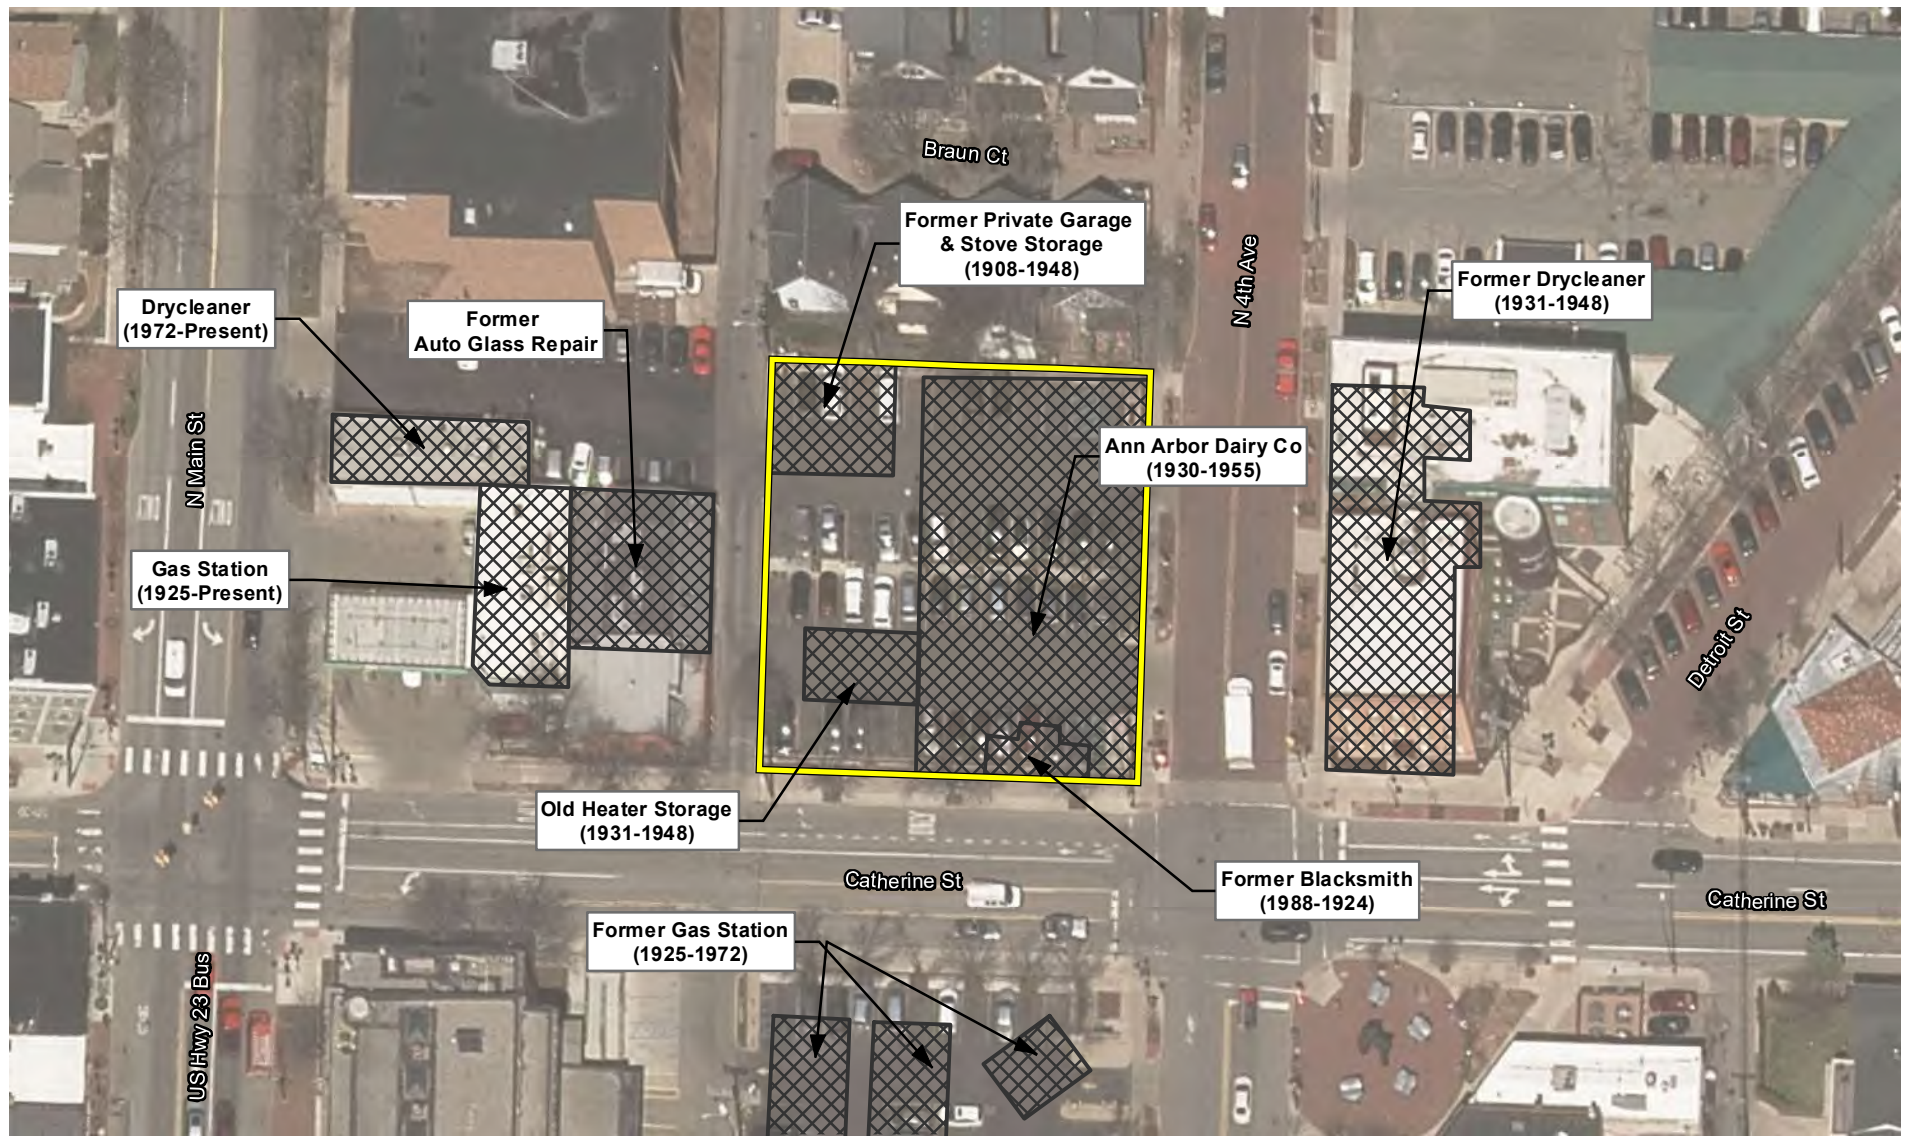 Braun Ct
Former Private Garage
& Stove Storage
(1908-1948)
N 4th Ave
Former Drycleaner
(1931-1948)
Drycleaner
(1972-Present)
Former
Auto Glass Repair
N Main St
Ann Arbor Dairy Co
(1930-1955)
Gas Station
(1925-Present)
Detroit St
Old Heater Storage
(1931-1948)
Catherine St
Former Blacksmith
(1988-1924)
Catherine St
Former Gas Station
(1925-1972)
US Hwy 23 Bus